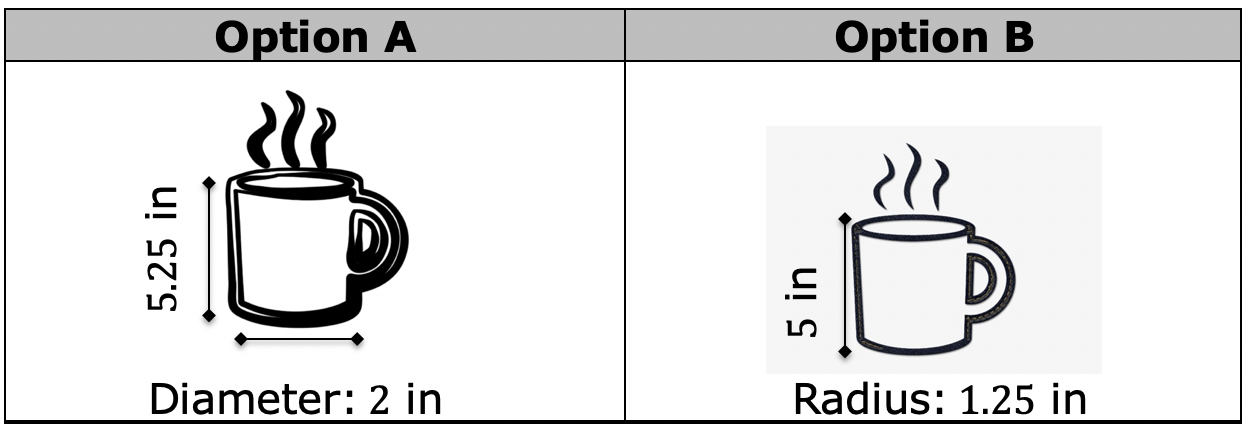 Option A
Option B
5.25 in
Diameter: 2 in
5 in
Radius: 1.25 in